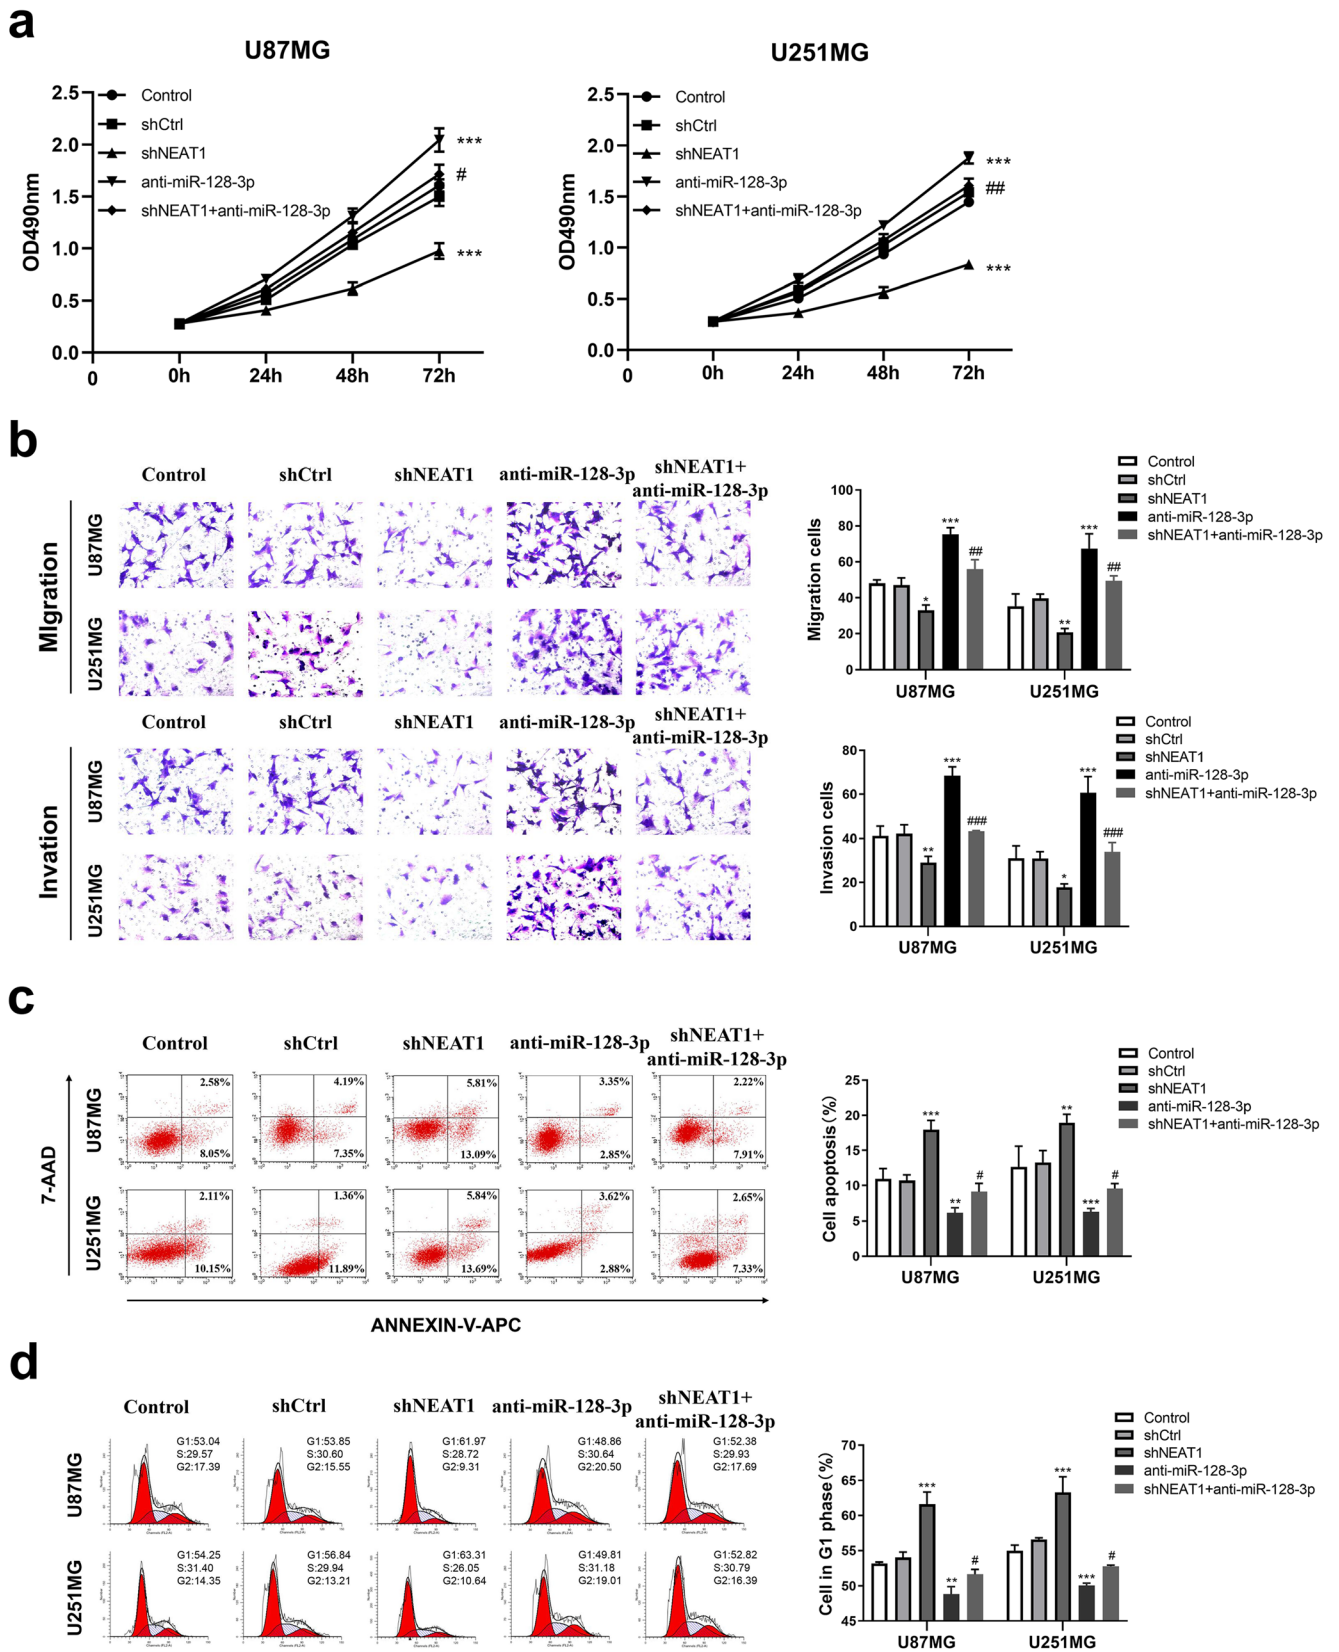 a
U87MG
U251MG
2.5
2.0
1.5
1.0
0.5
0.0
OD490nm
Control
shCtrl
shNEAT1
anti-miR-128-3p
shNEAT1+anti-miR-128-3p
***
#
***
0
0h
24h
48h
72h
2.5
2.0
1.5
1.0
0.5
0.0
OD490nm
Control
shCtrl
shNEAT1
anti-miR-128-3p
shNEAT1+anti-miR-128-3p
***
##
***
0
0h
24h
48h
72h
b
Control
shCtrl
shNEAT1
anti-miR-128-3p
shNEAT1+
anti-miR-128-3p
MIgration
U87MG
U251MG
Control
shCtrl
shNEAT1
anti-miR-128-3p
shNEAT1+
anti-miR-128-3p
Invation
U87MG
U251MG
Control
shCtrl
shNEAT1
anti-miR-128-3p
shNEAT1+anti-miR-128-3p
Migration cells
100
80
60
40
20
0
*
***
##
**
***
##
U87MG
U251MG
Control
shCtrl
shNEAT1
anti-miR-128-3p
shNEAT1+anti-miR-128-3p
Invasion cells
80
60
40
20
0
**
***
###
*
***
###
U87MG
U251MG
c
Control
shCtrl
shNEAT1
anti-miR-128-3p
shNEAT1+
anti-miR-128-3p
7-AAD
U87MG
2.58%
8.05%
4.19%
7.35%
5.81%
13.09%
3.35%
2.85%
2.22%
7.91%
U251MG
2.11%
10.15%
1.36%
11.89%
5.84%
13.69%
3.62%
2.88%
2.65%
7.33%
ANNEXIN-V-APC
Control
shCtrl
shNEAT1
anti-miR-128-3p
shNEAT1+anti-miR-128-3p
Cell apoptosis (%)
25
20
15
10
5
0
***
**
#
**
***
#
U87MG
U251MG
d
Control
shCtrl
shNEAT1
anti-miR-128-3p
shNEAT1+
anti-miR-128-3p
U87MG
G1:53.04
S:29.57
G2:17.39
G1:53.85
S:30.60
G2:15.55
G1:61.97
S:28.72
G2:9.31
G1:48.86
S:30.64
G2:20.50
G1:52.38
S:29.93
G2:17.69
U251MG
G1:54.25
S:31.40
G2:14.35
G1:56.84
S:29.94
G2:13.21
G1:63.31
S:26.05
G2:10.64
G1:49.81
S:31.18
G2:19.01
G1:52.82
S:30.79
G2:16.39
Control
shCtrl
shNEAT1
anti-miR-128-3p
shNEAT1+anti-miR-128-3p
Cell in G1 phase (%)
70
65
60
55
50
45
***
**
#
***
***
#
U87MG
U251MG